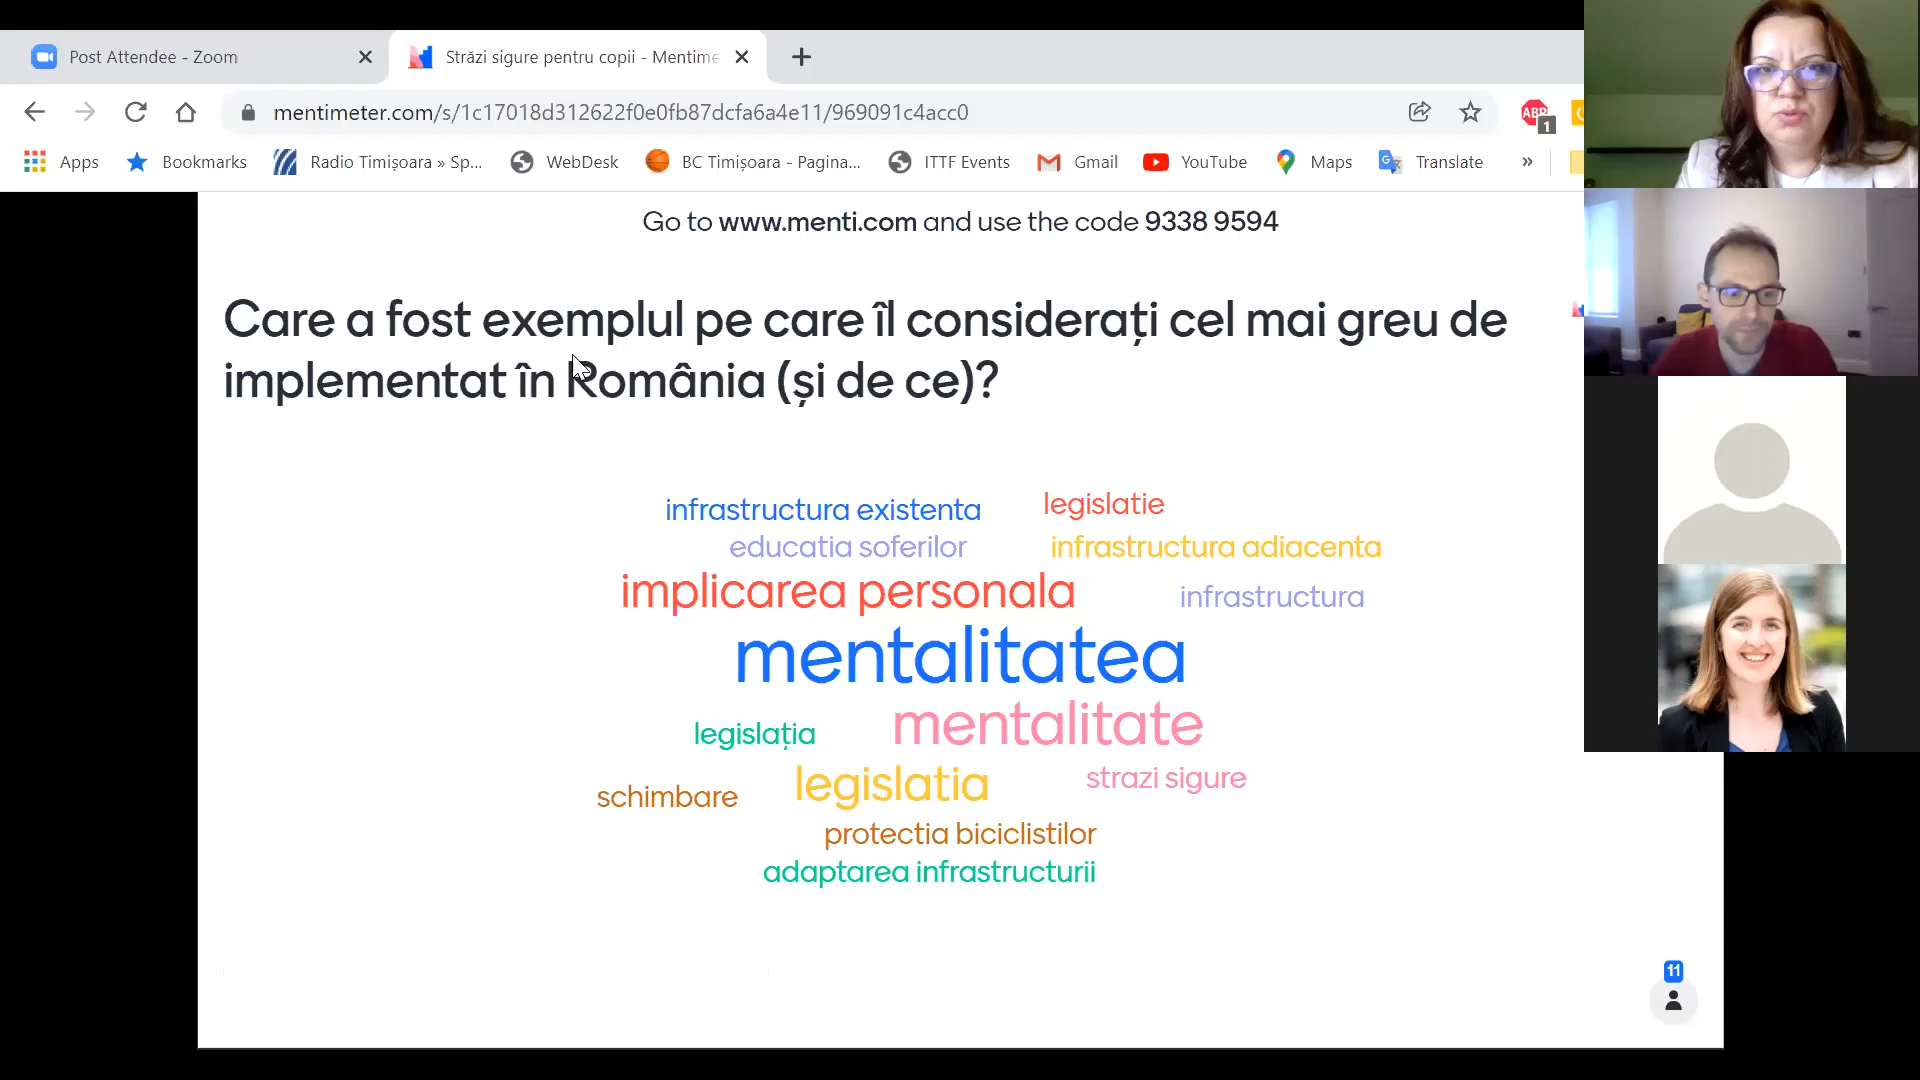 Post Attendee - Zoom
Străzi sigure pentru copii - Mentime
mentimeter.com/s/1c17018d312622f0e0fb87dcfa6a4e11/969091c4acc0
ABP
1
Apps
Bookmarks
Radio Timișoara » Sp...
WebDesk
BC Timișoara - Pagina...
ITTF Events
Gmail
YouTube
Maps
Translate
»
Go to www.menti.com and use the code 9338 9594
Care a fost exemplul pe care îl considerați cel mai greu de
implementat în România (și de ce)?
infrastructura existenta
legislatie
educatia soferilor
infrastructura adiacenta
implicarea personala
infrastructura
mentalitatea
mentalitate
legislația
legislatia
strazi sigure
schimbare
protectia biciclistilor
adaptarea infrastructurii
11